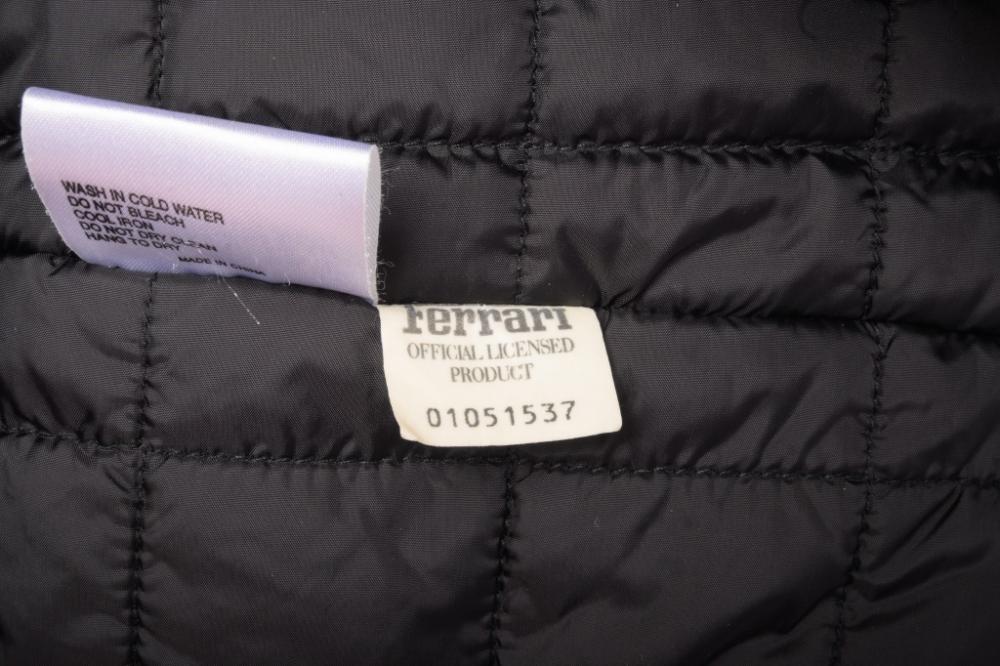 WASH IN COLD WATER
DO NOT BLEACH
COOL IRON
DO NOT DRY CLEAN
HANG TO DRY
MADE IN CHINA
Ferrari
OFFICIAL LICENSED
PRODUCT
01051537